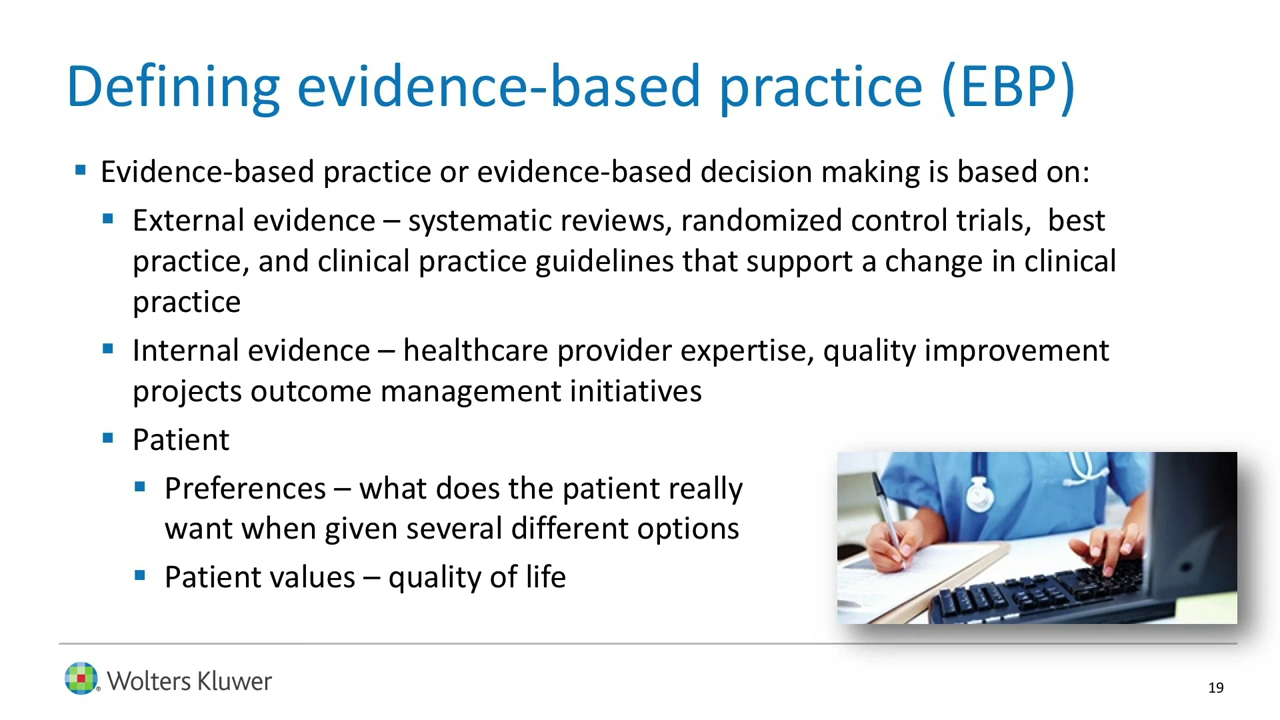 Defining evidence-based practice (EBP)
Evidence-based practice or evidence-based decision making is based on:
External evidence – systematic reviews, randomized control trials,  best
practice, and clinical practice guidelines that support a change in clinical
practice
Internal evidence – healthcare provider expertise, quality improvement
projects outcome management initiatives
Patient
Preferences – what does the patient really
want when given several different options
Patient values – quality of life
Wolters Kluwer
19